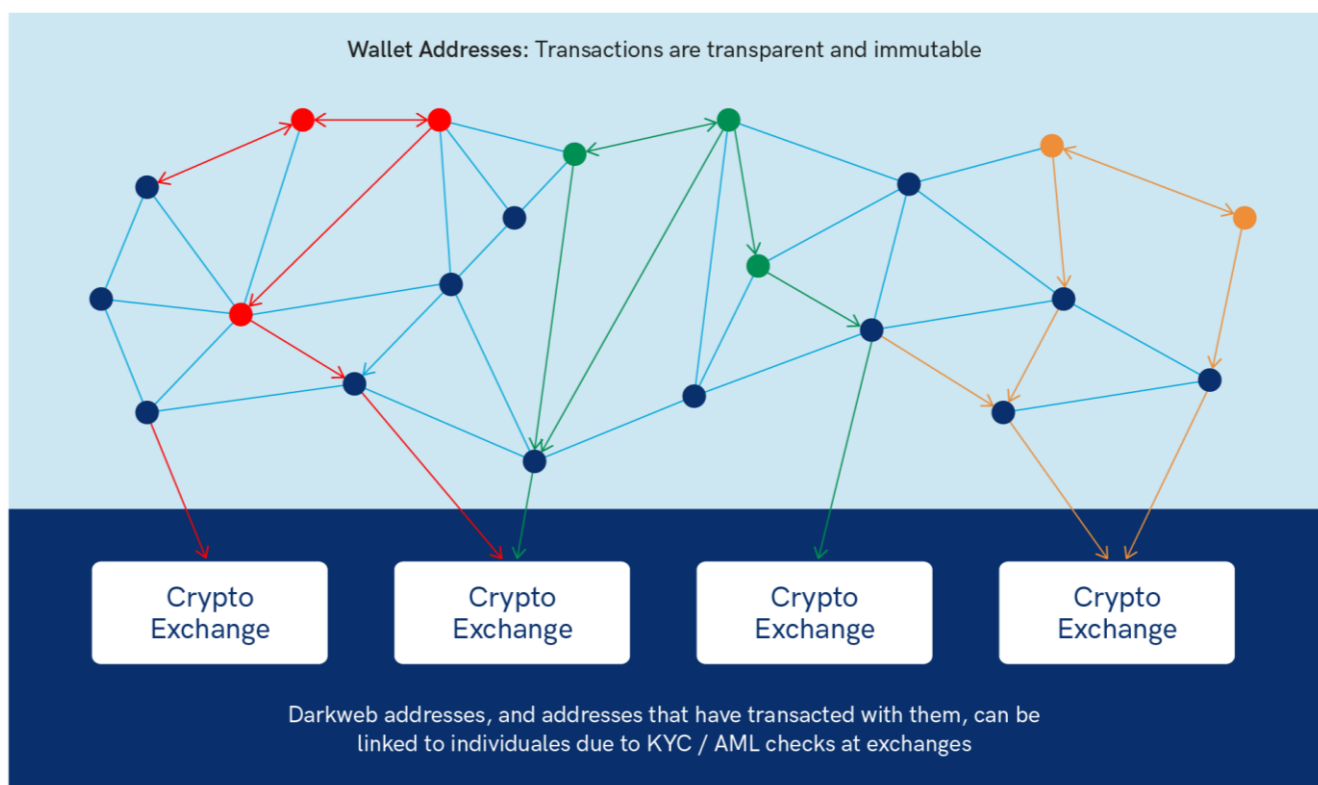 Wallet Addresses: Transactions are transparent and immutable
Crypto
Exchange
Crypto
Exchange
Crypto
Exchange
Crypto
Exchange
Darkweb addresses, and addresses that have transacted with them, can be
linked to individuales due to KYC / AML checks at exchanges